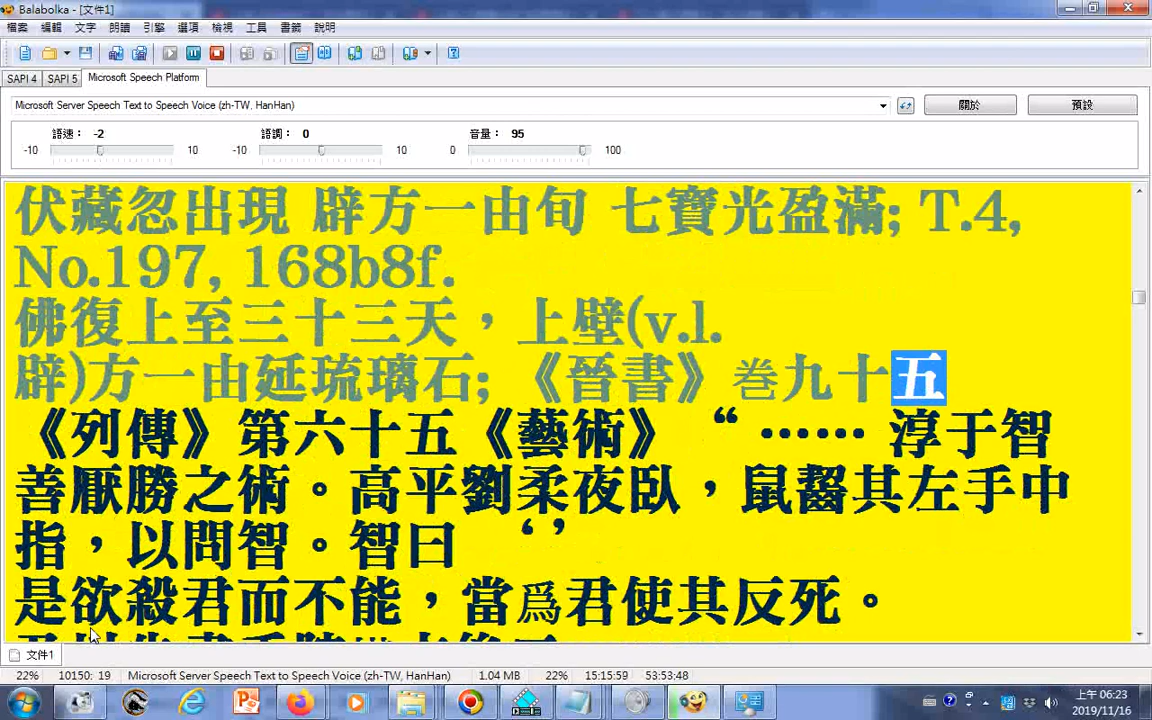 Balabolka - [文件1]
檔案 編輯 文字 朗讀 引擎 選項 檢視 工具 書籤 說明
SAPI 4 SAPI 5 Microsoft Speech Platform
Microsoft Server Speech Text to Speech Voice (zh-TW, HanHan) 關於 預設
語速： -2 語調： 0 音量： 95
-10 10 -10 10 0 100
伏藏忽出現 辟方一由旬 七寶光盈滿; T.4,
No.197, 168b8f.
佛復上至三十三天，上壁(v.l.
辟)方一由延琉璃石; 《晉書》卷九十五
《列傳》第六十五《藝術》 “ …… 淳于智
善厭勝之術。高平劉柔夜臥，鼠齧其左手中
指，以問智。智曰 ‘’
是欲殺君而不能，當爲君使其反死。
文件1
22% 10150: 19 Microsoft Server Speech Text to Speech Voice (zh-TW, HanHan) 1.04 MB 22% 15:15:59 53:53:48
上午 06:23
2019/11/16